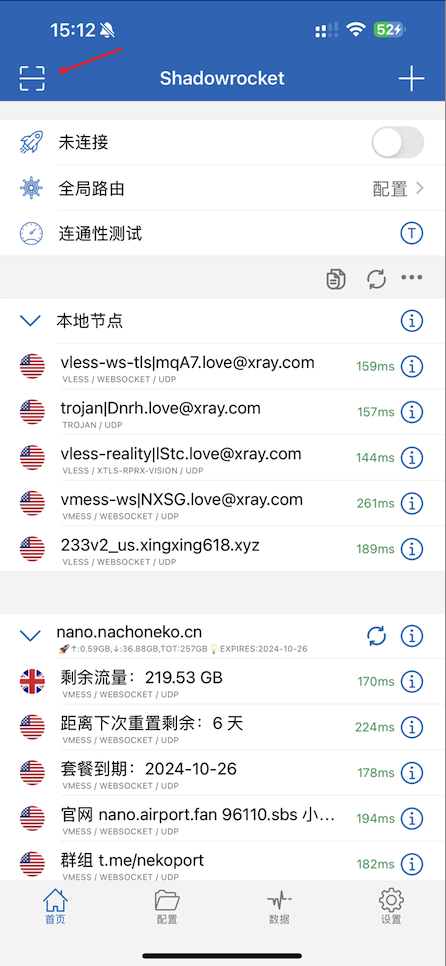 15:12
52
Shadowrocket
未连接
全局路由
配置
连通性测试
T
本地节点
vless-ws-tls|mqA7.love@xray.com
159ms
VLESS / WEBSOCKET / UDP
trojan|Dnrh.love@xray.com
157ms
TROJAN / UDP
vless-reality|lStc.love@xray.com
144ms
VLESS / XTLS-RPRX-VISION / UDP
vmess-ws|NXSG.love@xray.com
261ms
VMESS / WEBSOCKET / UDP
233v2_us.xingxing618.xyz
189ms
VLESS / WEBSOCKET / UDP
nano.nachoneko.cn
🚀↑:0.59GB,↓:36.88GB,TOT:257GB💡EXPIRES:2024-10-26
剩余流量：219.53 GB
170ms
VMESS / WEBSOCKET / UDP
距离下次重置剩余：6 天
224ms
VMESS / WEBSOCKET / UDP
套餐到期：2024-10-26
178ms
VMESS / WEBSOCKET / UDP
官网 nano.airport.fan 96110.sbs 小...
194ms
VMESS / WEBSOCKET / UDP
群组 t.me/nekoport
182ms
VMESS / WEBSOCKET / UDP
首页
配置
数据
设置